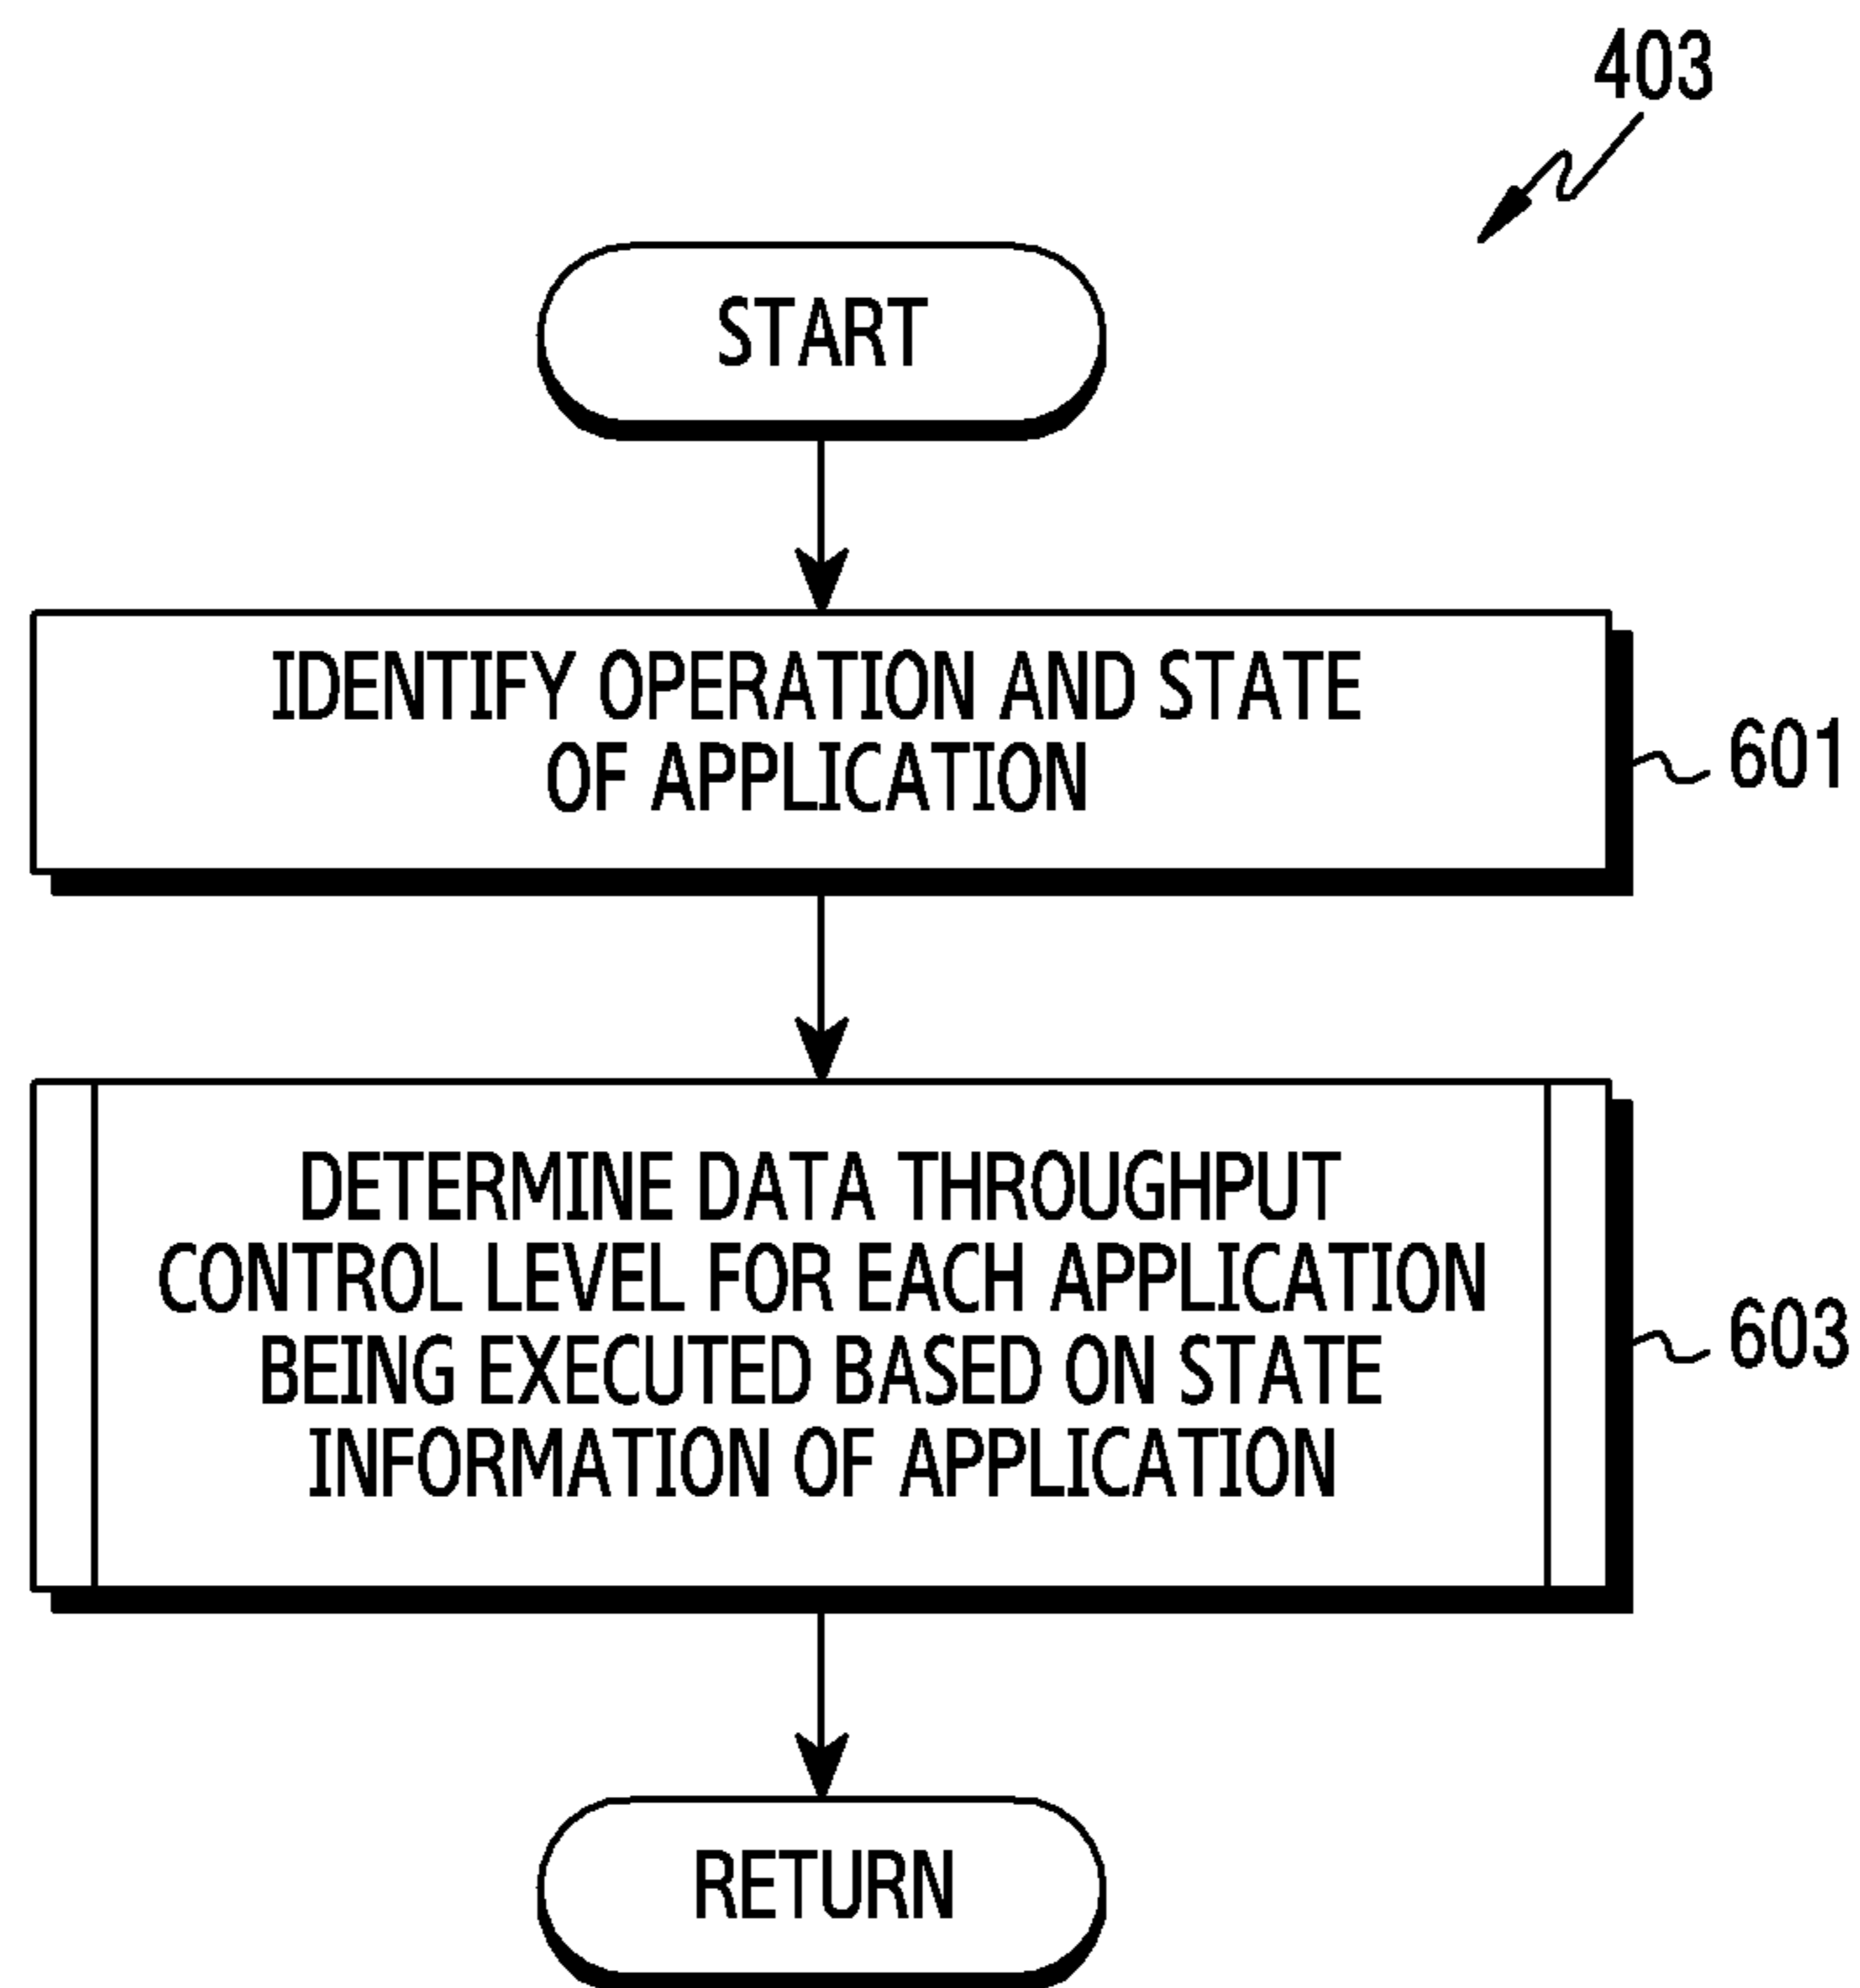 403
START
IDENTIFY OPERATION AND STATE
OF APPLICATION
601
DETERMINE DATA THROUGHPUT
CONTROL LEVEL FOR EACH APPLICATION
BEING EXECUTED BASED ON STATE
INFORMATION OF APPLICATION
603
RETURN